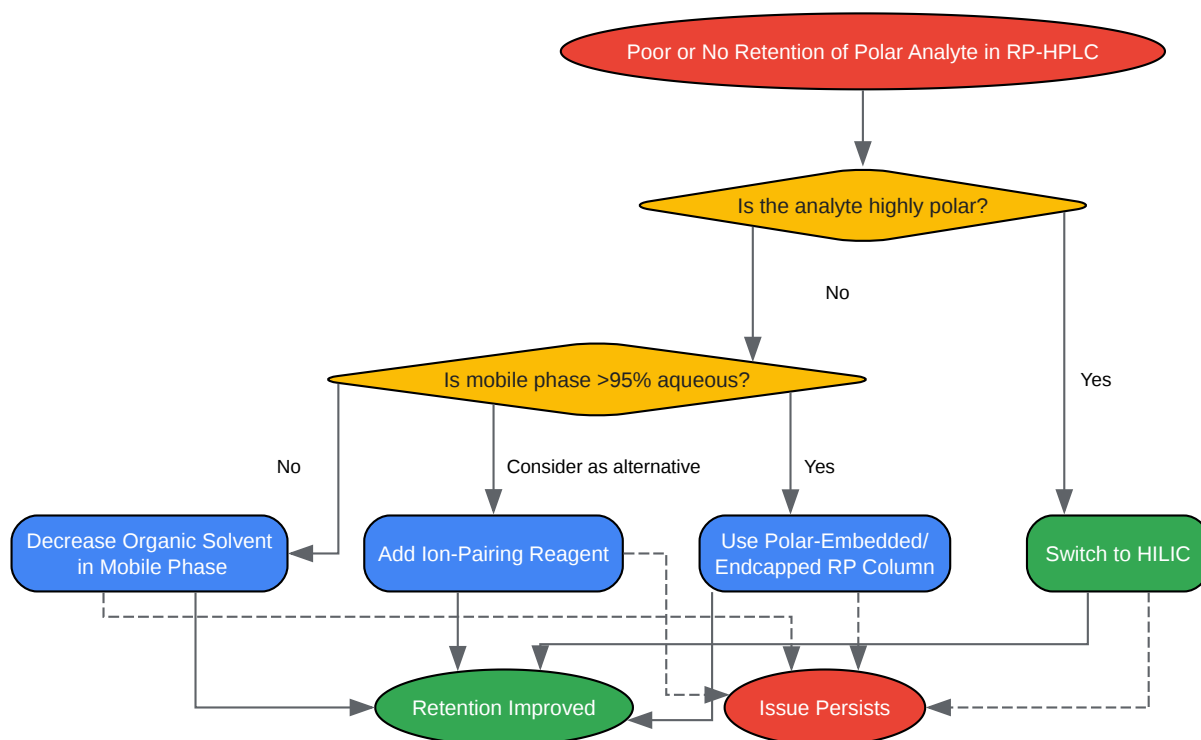 Poor or No Retention of Polar Analyte in RP-HPLC
Is the analyte highly polar?
No
Is mobile phase >95% aqueous?
Yes
No
Consider as alternative
Yes
Decrease Organic Solvent
in Mobile Phase
Add Ion-Pairing Reagent
Use Polar-Embedded/
Endcapped RP Column
Switch to HILIC
Retention Improved
Issue Persists